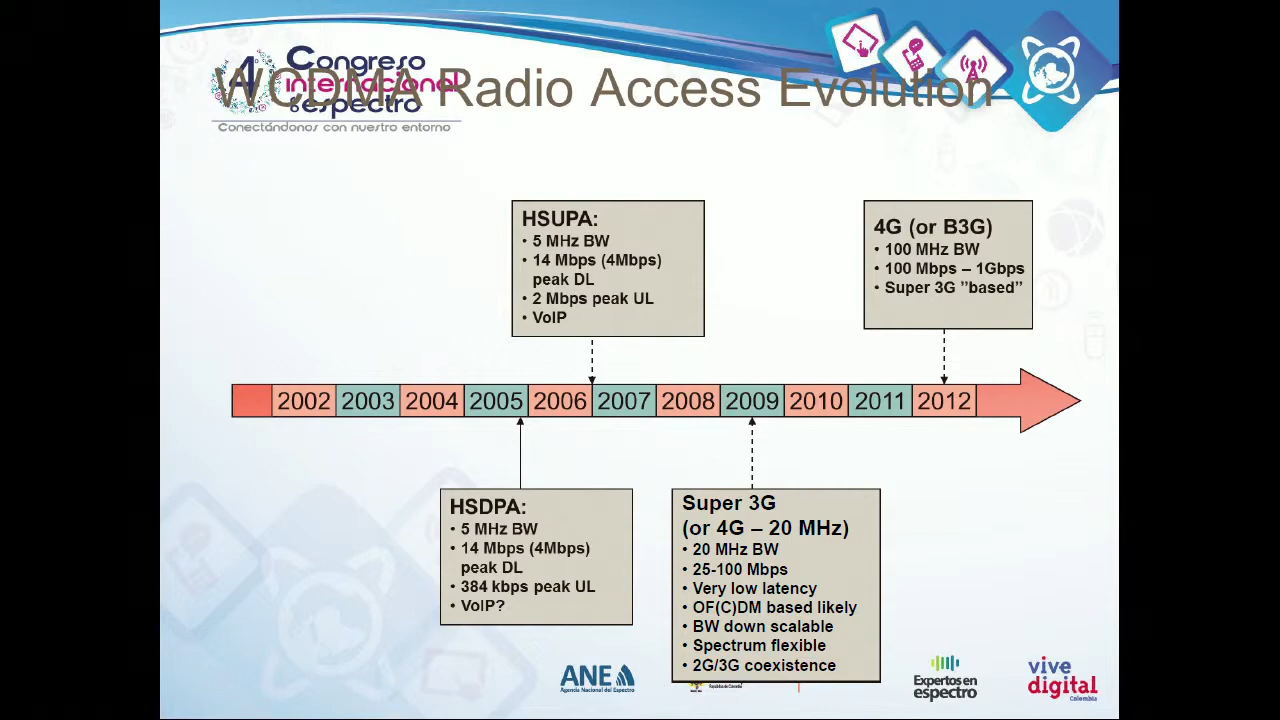 WCDMA Radio Access Evolution
4º Congreso
internacional
de espectro
Conectándonos con nuestro entorno
HSUPA:
• 5 MHz BW
• 14 Mbps (4Mbps)
peak DL
• 2 Mbps peak UL
• VoIP
4G (or B3G)
• 100 MHz BW
• 100 Mbps – 1Gbps
• Super 3G ”based”
2002 2003 2004 2005 2006 2007 2008 2009 2010 2011 2012
HSDPA:
• 5 MHz BW
• 14 Mbps (4Mbps)
peak DL
• 384 kbps peak UL
• VoIP?
Super 3G
(or 4G – 20 MHz)
• 20 MHz BW
• 25-100 Mbps
• Very low latency
• OF(C)DM based likely
• BW down scalable
• Spectrum flexible
• 2G/3G coexistence
ANE
Agencia Nacional del Espectro
República de Colombia
Expertos en
espectro
vive
digital
Colombia